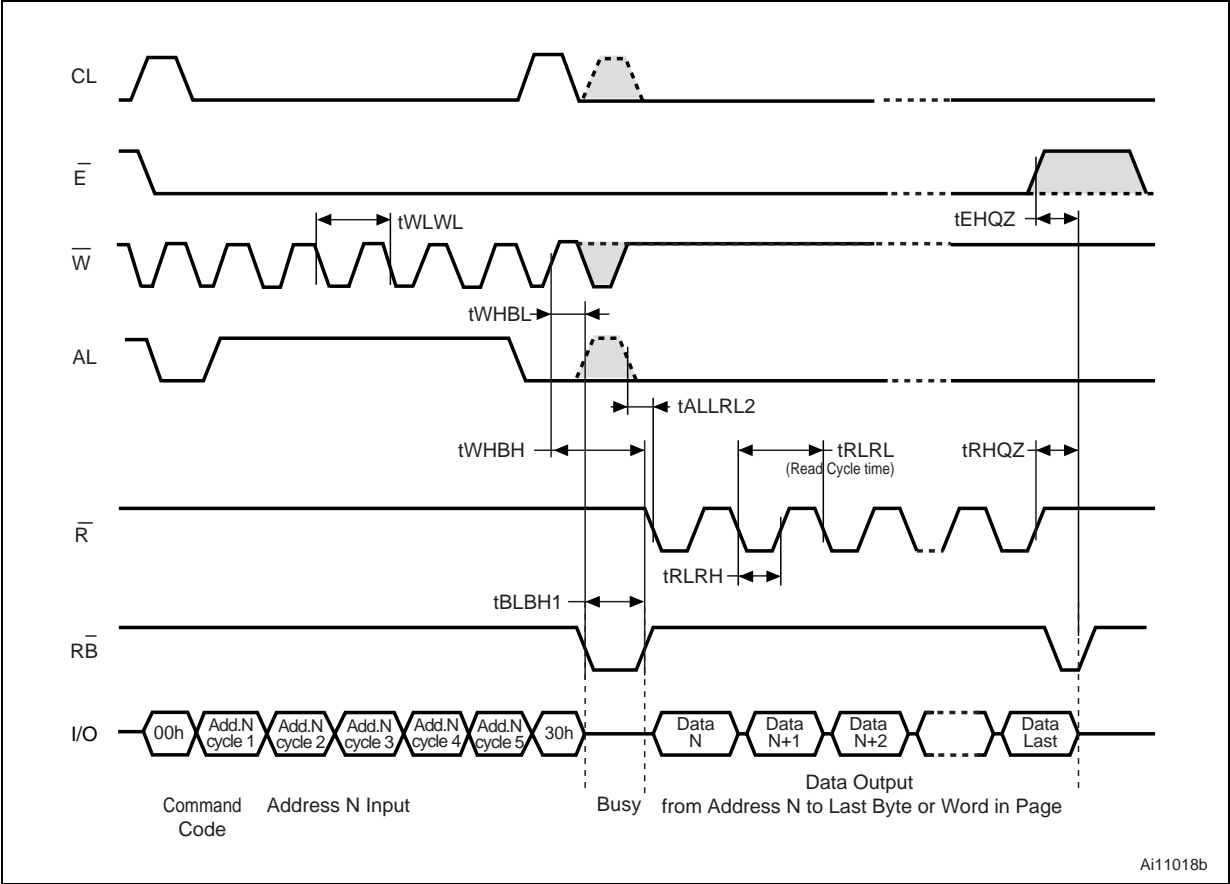 CL
E
tEHQZ
tWLWL
W
tWHBL
AL
tALLRL2
tWHBH
tRLRL
(Read Cycle time)
tRHQZ
R
tRLRH
tBLBH1
RB
I/O
00h
Add.N
cycle 1
Add.N
cycle 2
Add.N
cycle 3
Add.N
cycle 4
Add.N
cycle 5
30h
Data
N
Data
N+1
Data
N+2
Data
Last
Command
Code
Address N Input
Busy
Data Output
from Address N to Last Byte or Word in Page
Ai11018b